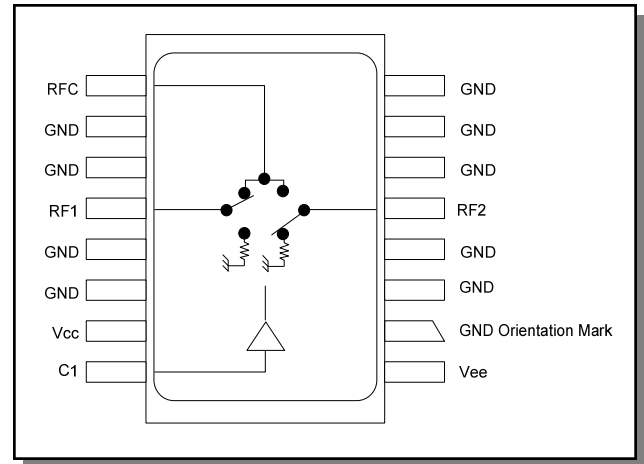 RFC
GND
GND
RF1
GND
GND
Vcc
C1
GND
GND
GND
RF2
GND
GND
GND Orientation Mark
Vee